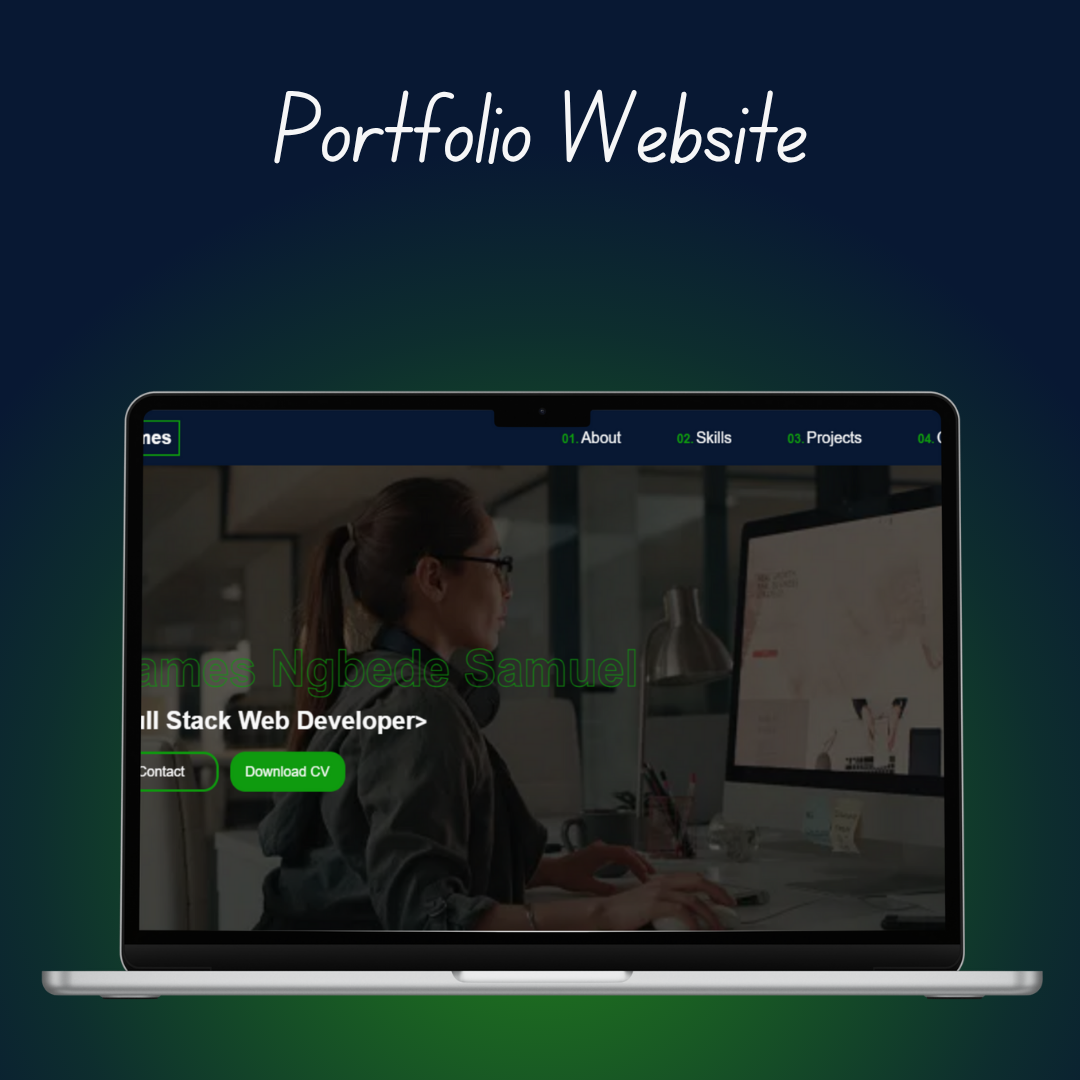 Portfolio Website
mes
01. About 02. Skills 03. Projects 04.
ames Ngbede Samuel
ull Stack Web Developer>
Contact Download CV